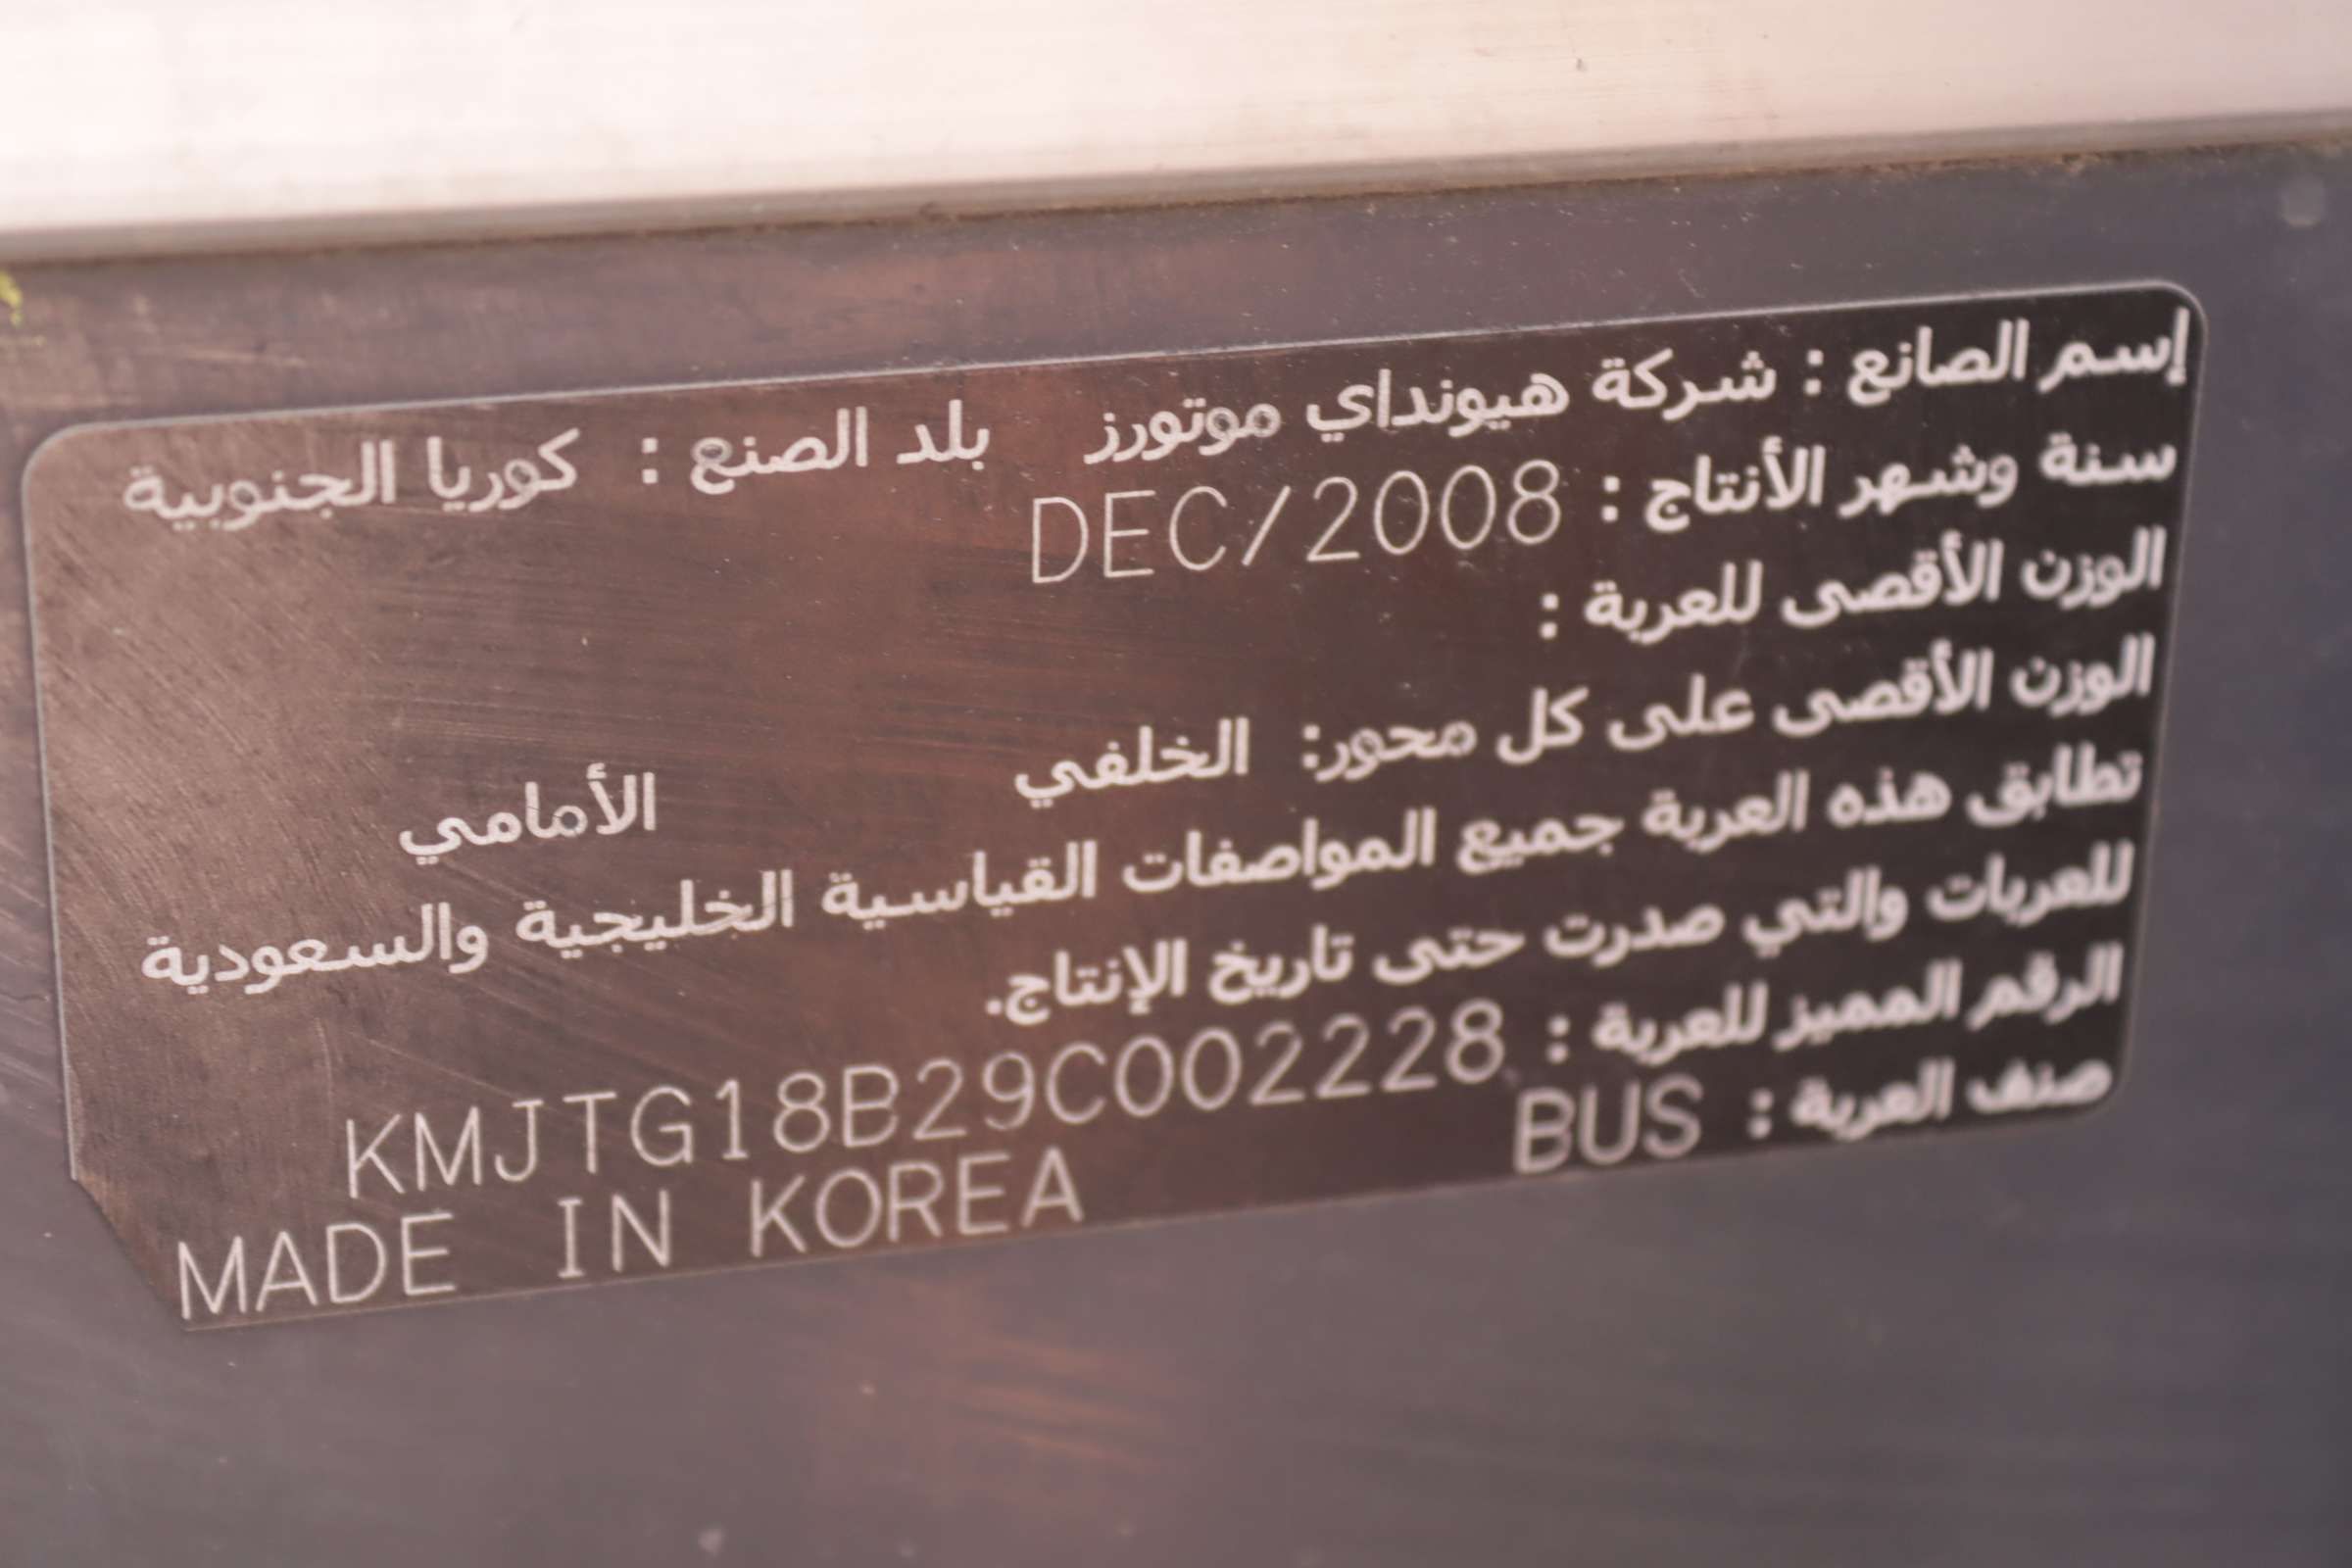 إسم الصانع : شركة هيونداي موتورز   بلد الصنع : كوريا الجنوبية
سنة وشهر الأنتاج : DEC/2008
الوزن الأقصى للعربة :
الوزن الأقصى على كل محور: الخلفي   الأمامي
تطابق هذه العربة جميع المواصفات القياسية الخليجية والسعودية
للعربات والتي صدرت حتى تاريخ الإنتاج.
الرقم المميز للعربة : KMJTG18B29C002228
صنف العربة : BUS   MADE IN KOREA